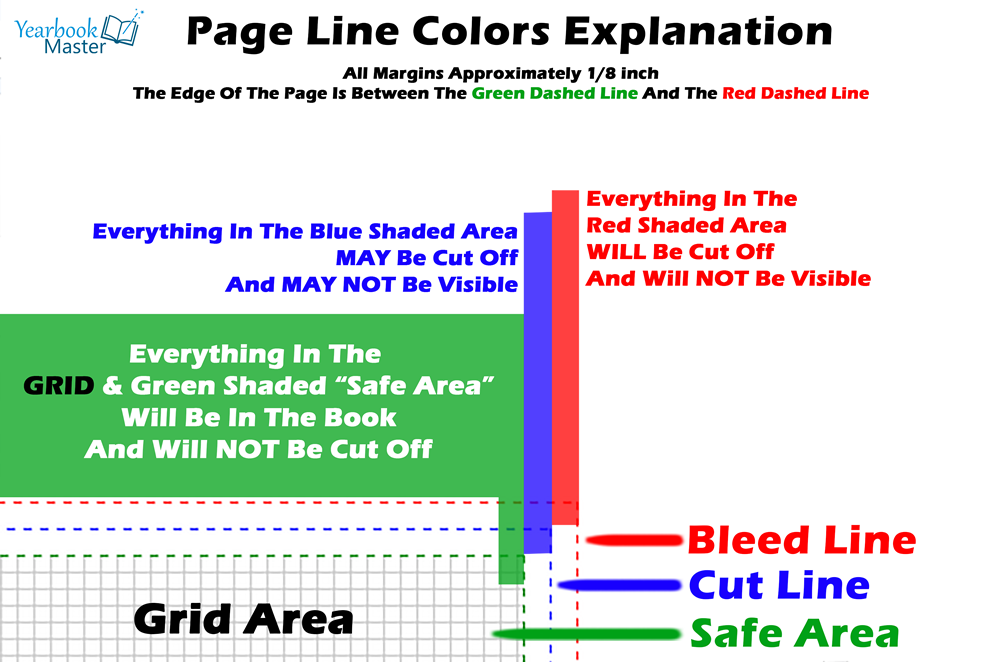 Yearbook
Master
Page Line Colors Explanation
All Margins Approximately 1/8 inch
The Edge Of The Page Is Between The Green Dashed Line And The Red Dashed Line
Everything In The Blue Shaded Area
MAY Be Cut Off
And MAY NOT Be Visible
Everything In The
Red Shaded Area
WILL Be Cut Off
And Will NOT Be Visible
Everything In The
GRID & Green Shaded “Safe Area”
Will Be In The Book
And Will NOT Be Cut Off
Bleed Line
Cut Line
Safe Area
Grid Area